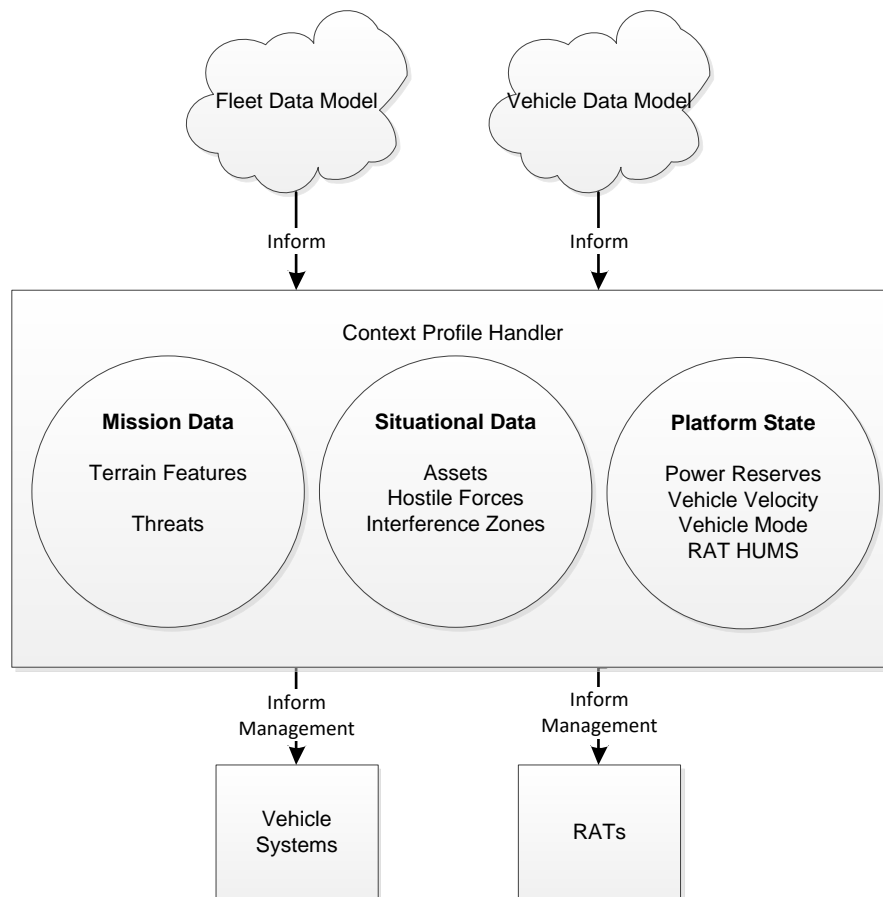 Fleet Data Model
Vehicle Data Model
Inform
Inform
Context Profile Handler
Mission Data
Terrain Features
Threats
Situational Data
Assets
Hostile Forces
Interference Zones
Platform State
Power Reserves
Vehicle Velocity
Vehicle Mode
RAT HUMS
Inform
Management
Inform
Management
Vehicle
Systems
RATs